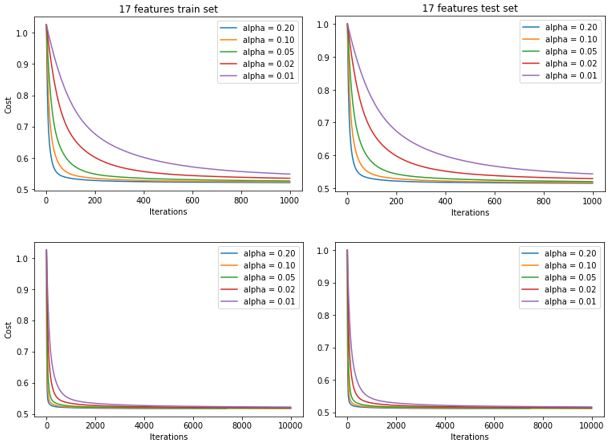 17 features train set
17 features test set
1.0
0.9
0.8
0.7
0.6
0.5
Cost
0 200 400 600 800 1000
Iterations
alpha = 0.20
alpha = 0.10
alpha = 0.05
alpha = 0.02
alpha = 0.01
1.0
0.9
0.8
0.7
0.6
0.5
0 200 400 600 800 1000
Iterations
alpha = 0.20
alpha = 0.10
alpha = 0.05
alpha = 0.02
alpha = 0.01
1.0
0.9
0.8
0.7
0.6
0.5
Cost
0 2000 4000 6000 8000 10000
Iterations
alpha = 0.20
alpha = 0.10
alpha = 0.05
alpha = 0.02
alpha = 0.01
1.0
0.9
0.8
0.7
0.6
0.5
0 2000 4000 6000 8000 10000
Iterations
alpha = 0.20
alpha = 0.10
alpha = 0.05
alpha = 0.02
alpha = 0.01